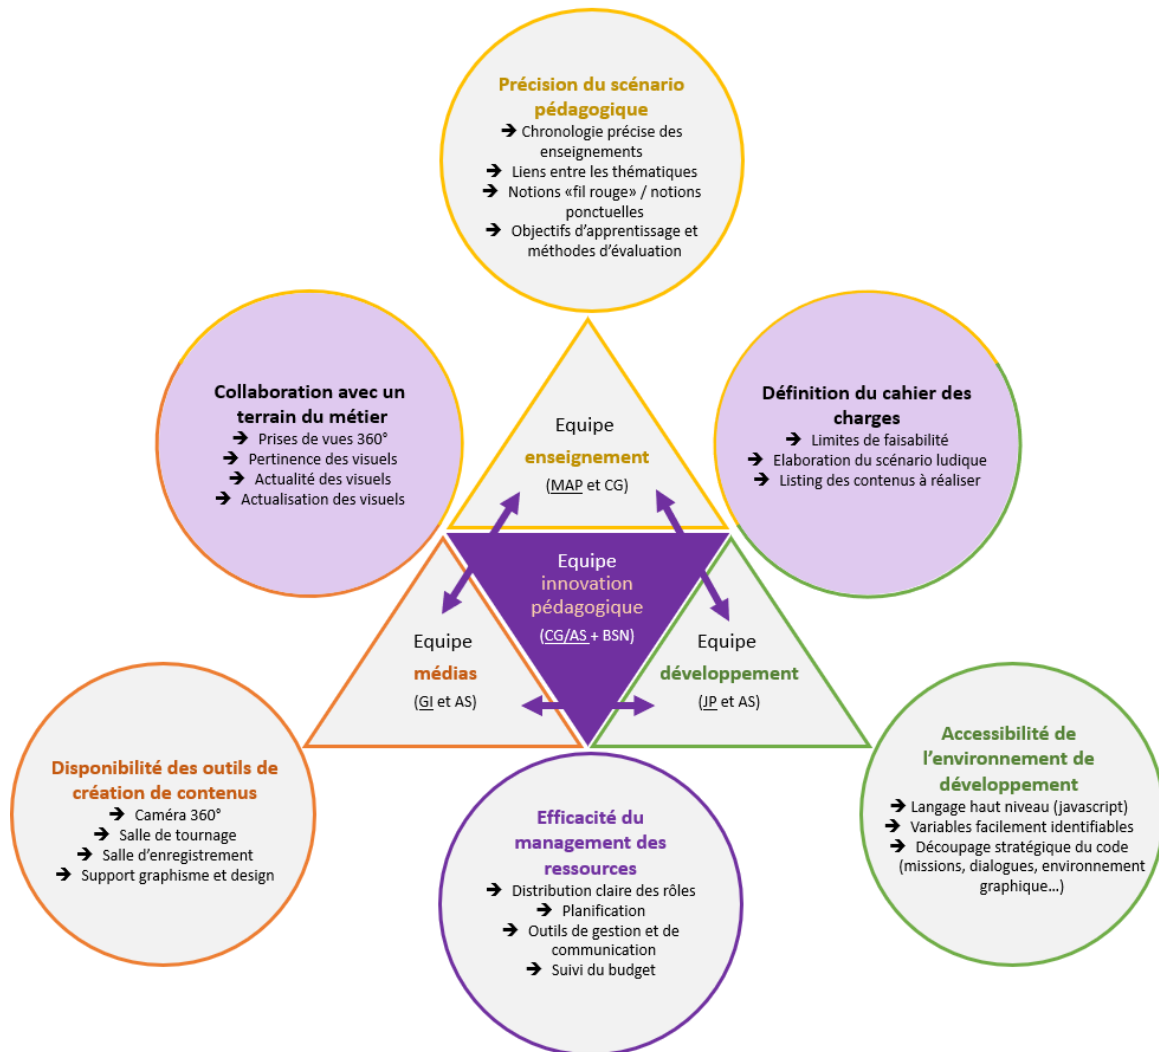 Précision du scénario
pédagogique
➔ Chronologie précise des
enseignements
➔ Liens entre les thématiques
➔ Notions «fil rouge» / notions
ponctuelles
➔ Objectifs d’apprentissage et
méthodes d’évaluation
Collaboration avec un
terrain du métier
➔ Prises de vues 360°
➔ Pertinence des visuels
➔ Actualité des visuels
➔ Actualisation des visuels
Définition du cahier des
charges
➔ Limites de faisabilité
➔ Elaboration du scénario ludique
➔ Listing des contenus à réaliser
Equipe
enseignement
(MAP et CG)
Equipe
innovation
pédagogique
(CG/AS + BSN)
Equipe
médias
(GI et AS)
Equipe
développement
(JP et AS)
Disponibilité des outils de
création de contenus
➔ Caméra 360°
➔ Salle de tournage
➔ Salle d’enregistrement
➔ Support graphisme et design
Efficacité du
management des
ressources
➔ Distribution claire des rôles
➔ Planification
➔ Outils de gestion et de
communication
➔ Suivi du budget
Accessibilité de
l’environnement de
développement
➔ Langage haut niveau (javascript)
➔ Variables facilement identifiables
➔ Découpage stratégique du code
(missions, dialogues, environnement
graphique…)